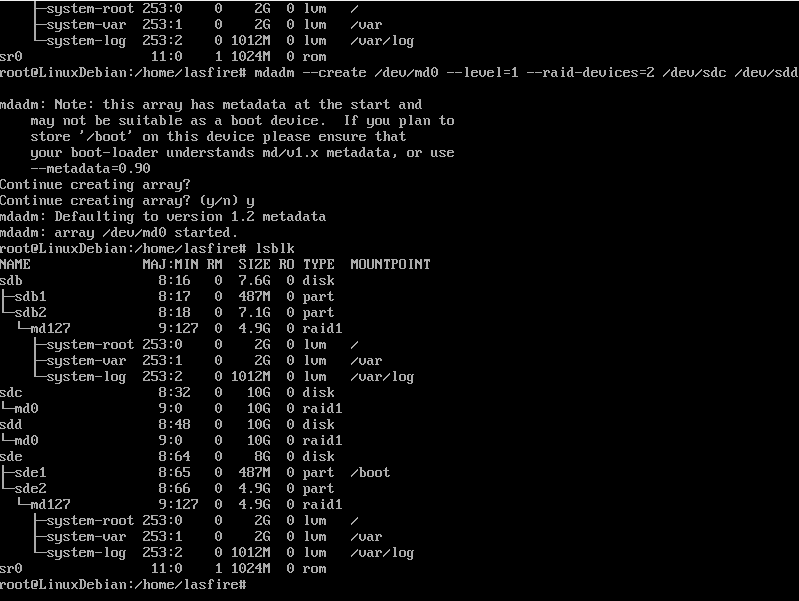 ├─system-root 253:0    0    2G  0 lvm   /
  ├─system-var  253:1    0    2G  0 lvm   /var
  └─system-log  253:2    0 1012M  0 lvm   /var/log
sr0              11:0    1 1024M  0 rom
root@LinuxDebian:/home/lasfire# mdadm --create /dev/md0 --level=1 --raid-devices=2 /dev/sdc /dev/sdd
mdadm: Note: this array has metadata at the start and
    may not be suitable as a boot device.  If you plan to
    store '/boot' on this device please ensure that
    your boot-loader understands md/v1.x metadata, or use
    --metadata=0.90
Continue creating array?
Continue creating array? (y/n) y
mdadm: Defaulting to version 1.2 metadata
mdadm: array /dev/md0 started.
root@LinuxDebian:/home/lasfire# lsblk
NAME              MAJ:MIN RM  SIZE RO TYPE  MOUNTPOINT
sdb                 8:16   0  7.6G  0 disk
├─sdb1              8:17   0  487M  0 part
└─sdb2              8:18   0  7.1G  0 part
  └─md127           9:127  0  4.9G  0 raid1
    ├─system-root 253:0    0    2G  0 lvm   /
    ├─system-var  253:1    0    2G  0 lvm   /var
    └─system-log  253:2    0 1012M  0 lvm   /var/log
sdc                 8:32   0   10G  0 disk
└─md0               9:0    0   10G  0 raid1
sdd                 8:48   0   10G  0 disk
└─md0               9:0    0   10G  0 raid1
sde                 8:64   0    8G  0 disk
├─sde1              8:65   0  487M  0 part  /boot
└─sde2              8:66   0  4.9G  0 part
  └─md127           9:127  0  4.9G  0 raid1
    ├─system-root 253:0    0    2G  0 lvm   /
    ├─system-var  253:1    0    2G  0 lvm   /var
    └─system-log  253:2    0 1012M  0 lvm   /var/log
sr0                11:0    1 1024M  0 rom
root@LinuxDebian:/home/lasfire#